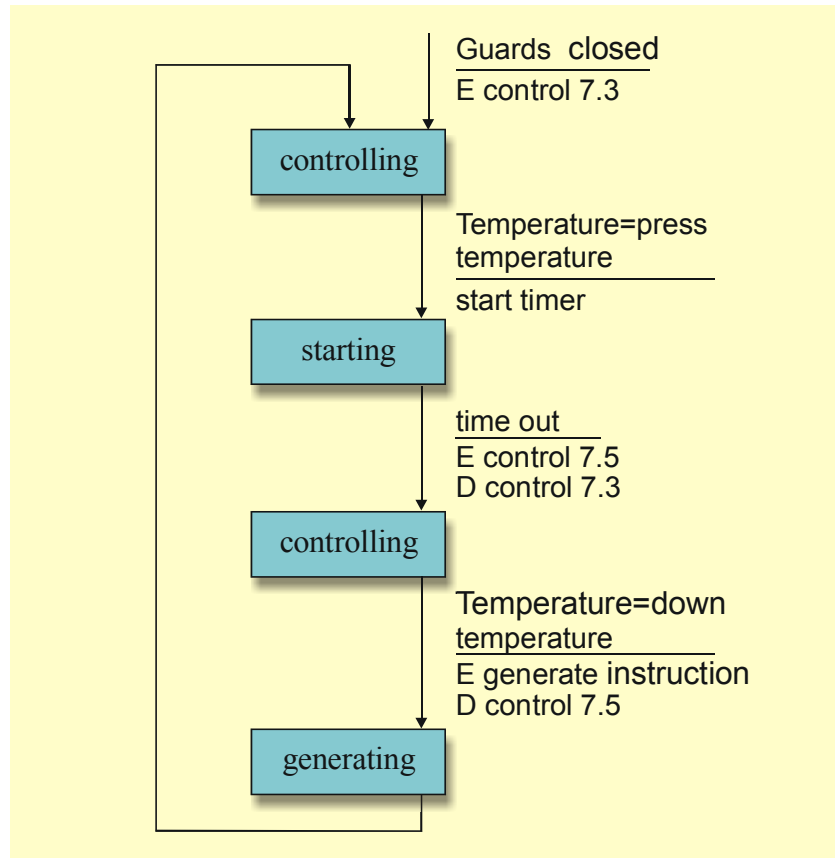 Guards closed
E control 7.3
controlling
Temperature=press
temperature
start timer
starting
time out
E control 7.5
D control 7.3
controlling
Temperature=down
temperature
E generate instruction
D control 7.5
generating